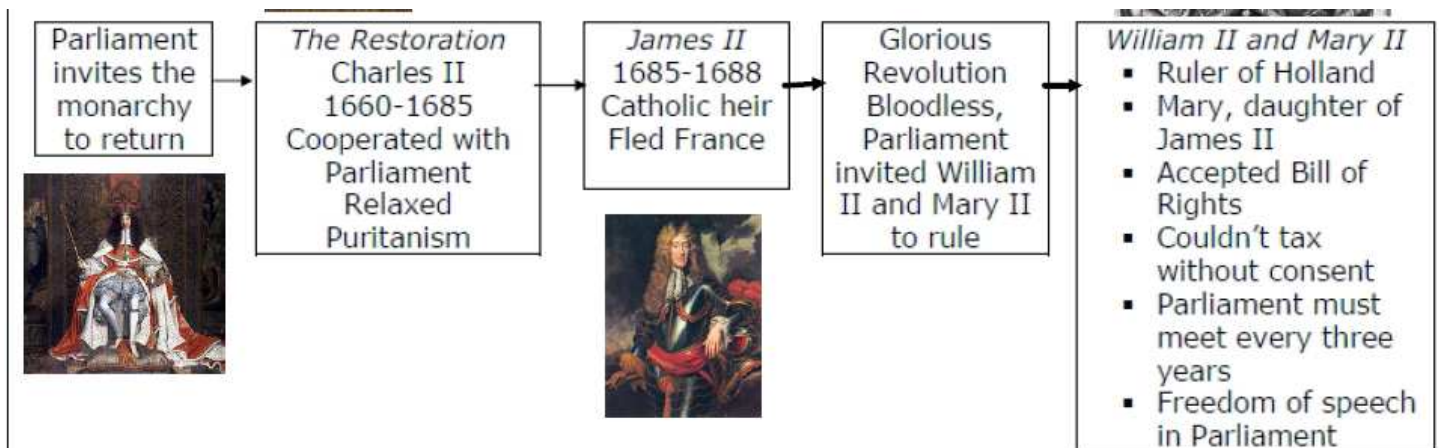 Parliament
invites the
monarchy
to return
The Restoration
Charles II
1660-1685
Cooperated with
Parliament
Relaxed
Puritanism
James II
1685-1688
Catholic heir
Fled France
Glorious
Revolution
Bloodless,
Parliament
invited William
II and Mary II
to rule
William II and Mary II
▪ Ruler of Holland
▪ Mary, daughter of
James II
▪ Accepted Bill of
Rights
▪ Couldn't tax
without consent
▪ Parliament must
meet every three
years
▪ Freedom of speech
in Parliament